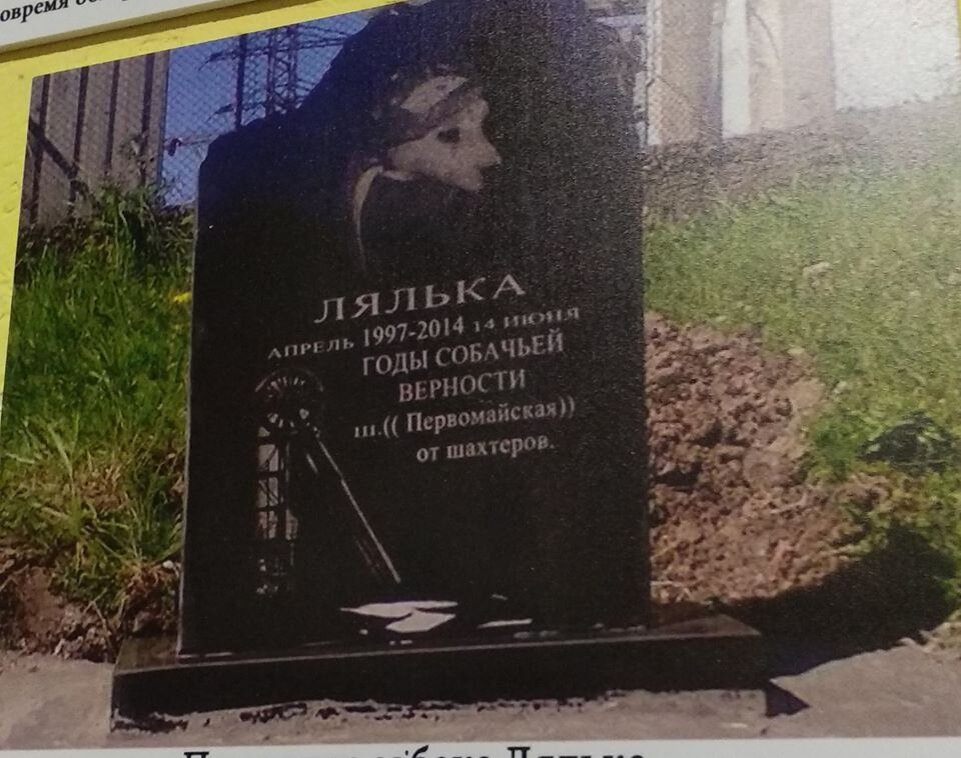 ЛЯЛЬКА
АПРЕЛЬ 1997-2014 14 ИЮНЯ
ГОДЫ СОБАЧЬЕЙ
ВЕРНОСТИ
ш.(( Первомайская))
от шахтеров.